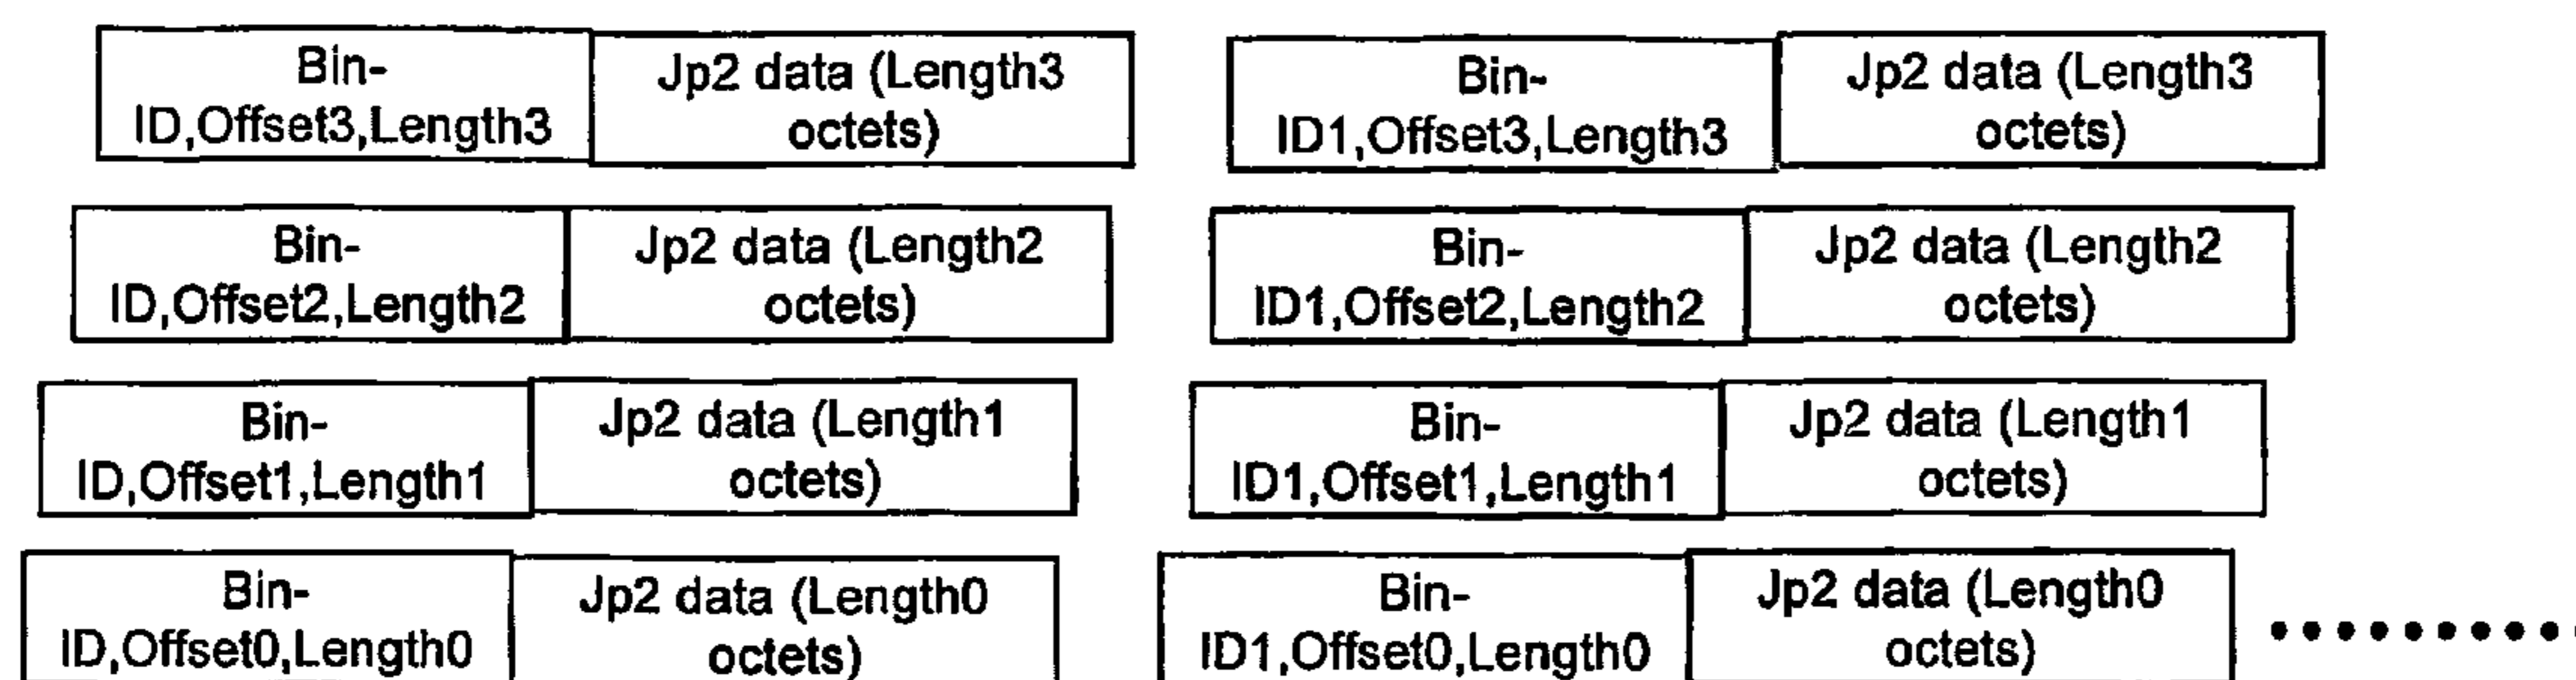 Bin-
ID,Offset3,Length3
Jp2 data (Length3
octets)
Bin-
ID1,Offset3,Length3
Jp2 data (Length3
octets)
Bin-
ID,Offset2,Length2
Jp2 data (Length2
octets)
Bin-
ID1,Offset2,Length2
Jp2 data (Length2
octets)
Bin-
ID,Offset1,Length1
Jp2 data (Length1
octets)
Bin-
ID1,Offset1,Length1
Jp2 data (Length1
octets)
Bin-
ID,Offset0,Length0
Jp2 data (Length0
octets)
Bin-
ID1,Offset0,Length0
Jp2 data (Length0
octets)